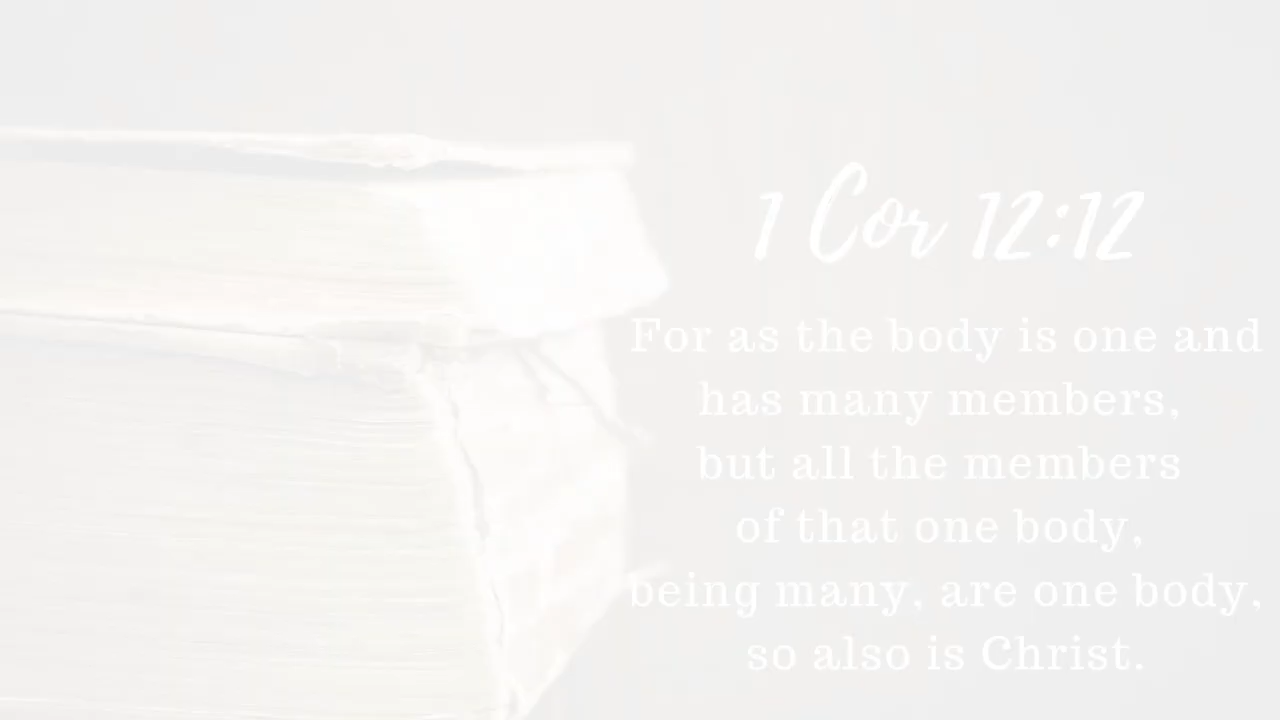 1 Cor 12:12
For as the body is one and
has many members,
but all the members
of that one body,
being many, are one body,
so also is Christ.